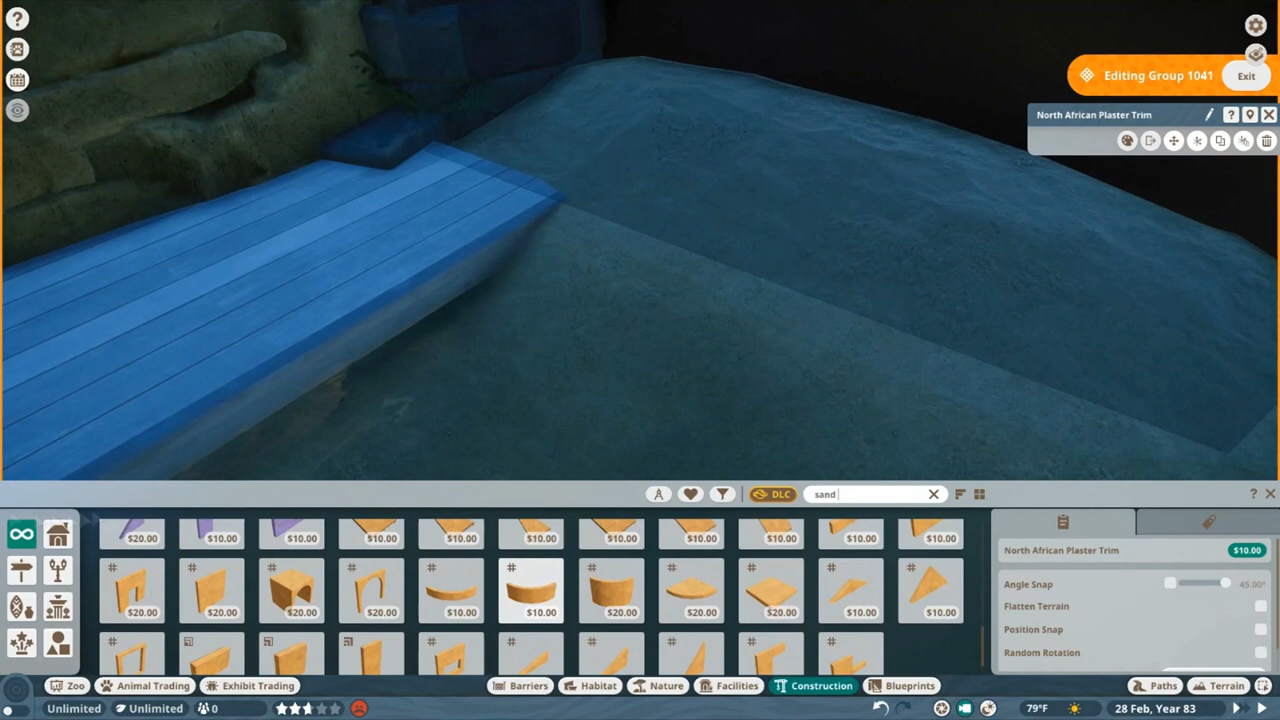 Editing Group 1041
Exit
North African Plaster Trim
DLC
sand
$20.00 $10.00 $10.00 $10.00 $10.00 $10.00 $10.00 $10.00 $10.00 $10.00 $10.00
$20.00 $20.00 $20.00 $20.00 $10.00 $10.00 $20.00 $20.00 $20.00 $10.00 $10.00
North African Plaster Trim $10.00
Angle Snap 45.00°
Flatten Terrain
Position Snap
Random Rotation
Zoo Animal Trading Exhibit Trading Barriers Habitat Nature Facilities Construction Blueprints Paths Terrain
Unlimited Unlimited 0 79°F 28 Feb, Year 83